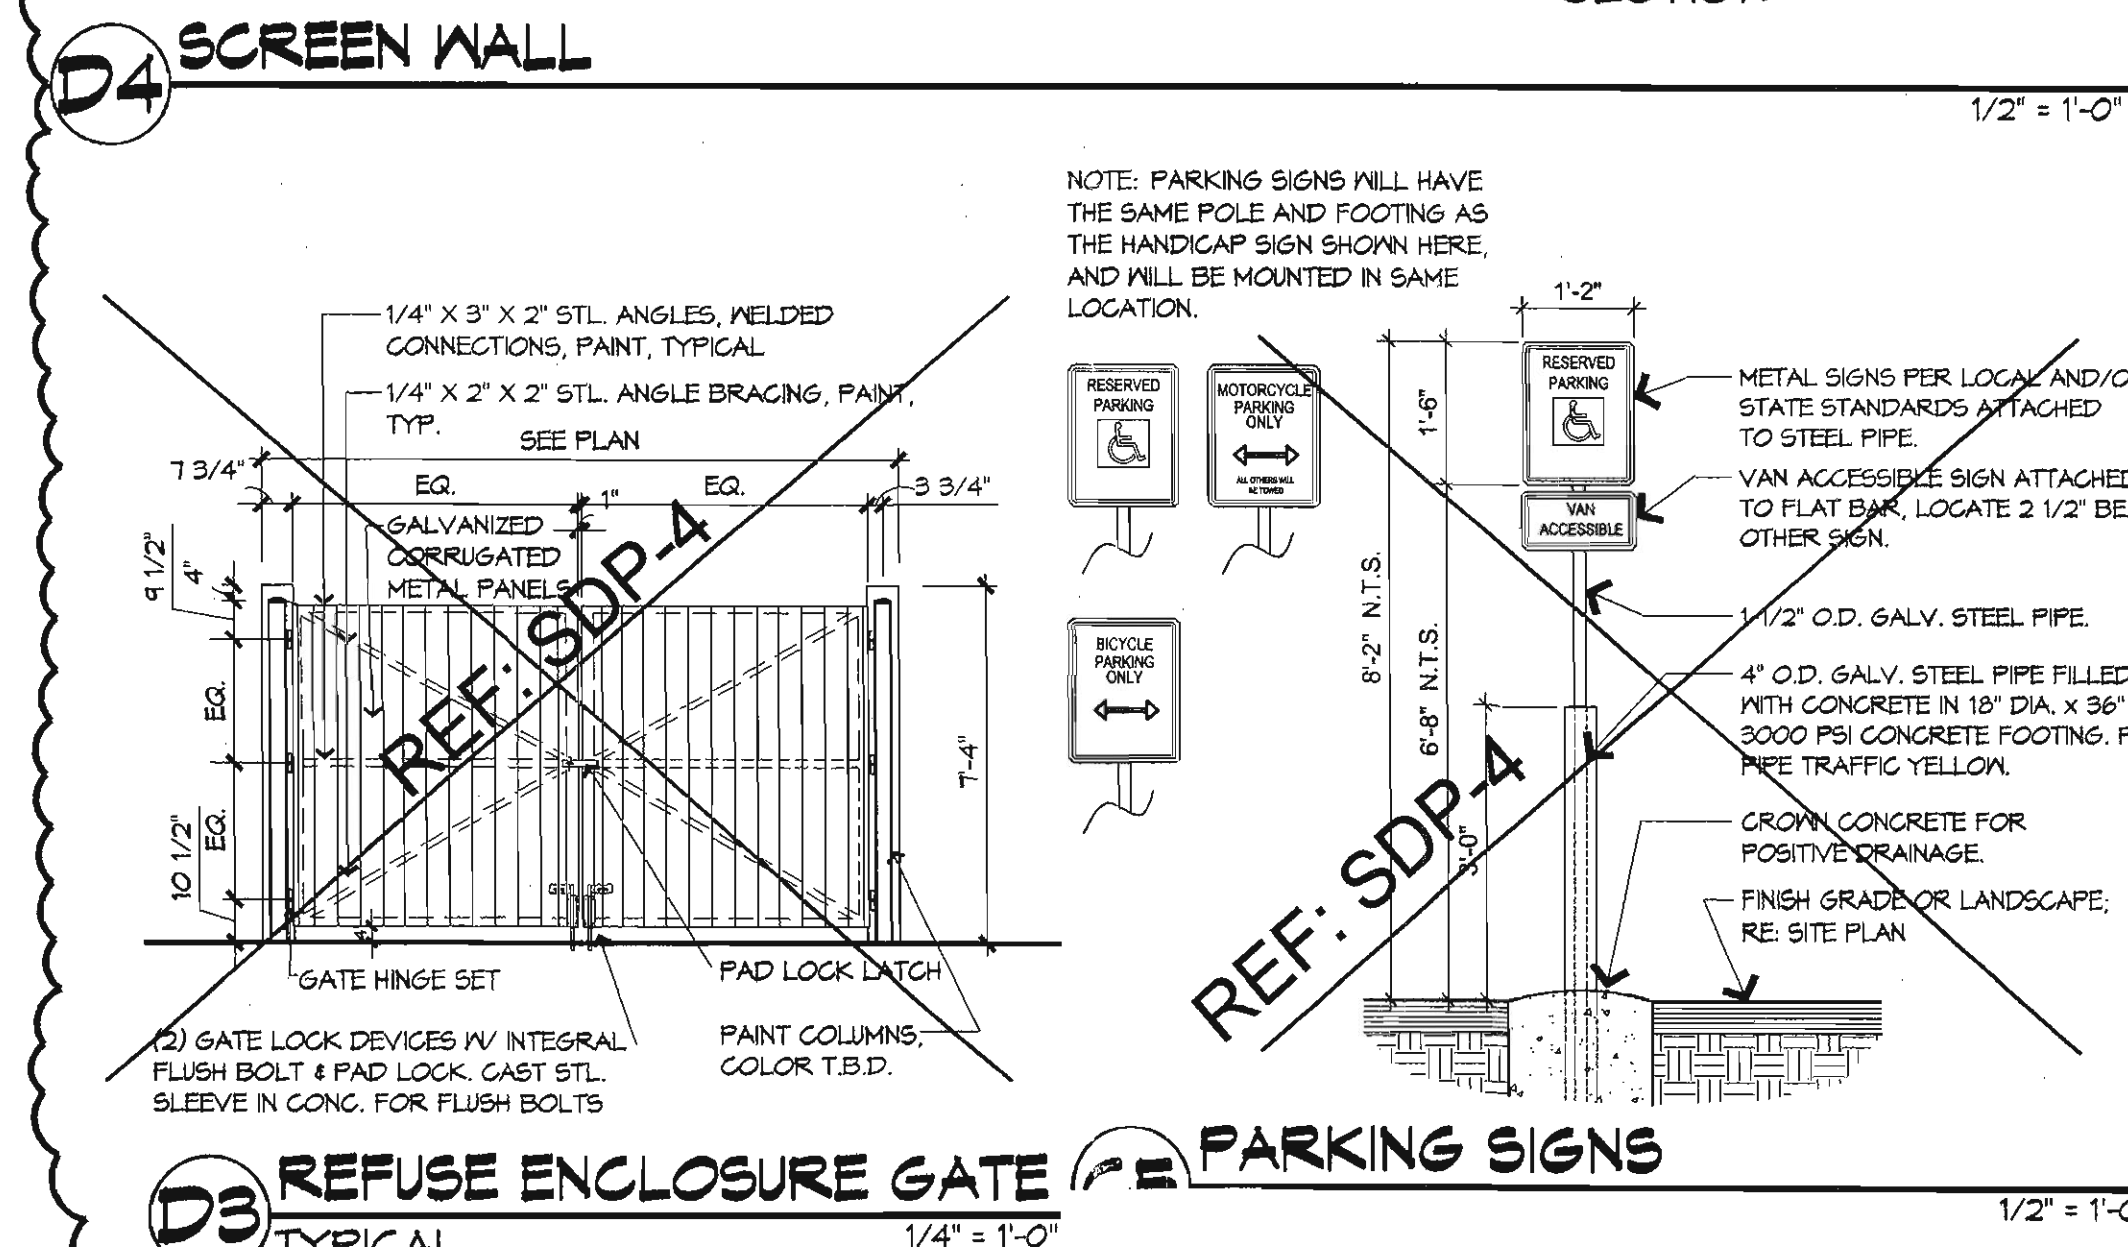 D4 SCREEN WALL
1/2" = 1'-0"
NOTE: PARKING SIGNS WILL HAVE
THE SAME POLE AND FOOTING AS
THE HANDICAP SIGN SHOWN HERE,
AND WILL BE MOUNTED IN SAME
LOCATION.
1/4" X 3" X 2" STL. ANGLES, WELDED
CONNECTIONS, PAINT, TYPICAL
1/4" X 2" X 2" STL. ANGLE BRACING, PAINT,
TYP.
SEE PLAN
7 3/4"
EQ.
1"
EQ.
3 3/4"
GALVANIZED
CORRUGATED
METAL PANELS
9 1/2"
4"
EQ.
EQ.
10 1/2"
4"
7'-4"
REF: SDP-4
GATE HINGE SET
PAD LOCK LATCH
(2) GATE LOCK DEVICES W/ INTEGRAL
FLUSH BOLT & PAD LOCK. CAST STL.
SLEEVE IN CONC. FOR FLUSH BOLTS
PAINT COLUMNS,
COLOR T.B.D.
D3 REFUSE ENCLOSURE GATE
TYPICAL
1/4" = 1'-0"
RESERVED
PARKING
MOTORCYCLE
PARKING
ONLY
ALL OTHERS WILL
BE TOWED
BICYCLE
PARKING
ONLY
1'-2"
1'-6"
8'-2" N.T.S.
6'-8" N.T.S.
3'-0"
RESERVED
PARKING
VAN
ACCESSIBLE
METAL SIGNS PER LOCAL AND/O
STATE STANDARDS ATTACHED
TO STEEL PIPE.
VAN ACCESSIBLE SIGN ATTACHED
TO FLAT BAR, LOCATE 2 1/2" BE
OTHER SIGN.
1-1/2" O.D. GALV. STEEL PIPE.
4" O.D. GALV. STEEL PIPE FILLED
WITH CONCRETE IN 18" DIA. x 36"
3000 PSI CONCRETE FOOTING. P
PIPE TRAFFIC YELLOW.
CROWN CONCRETE FOR
POSITIVE DRAINAGE.
FINISH GRADE OR LANDSCAPE;
RE: SITE PLAN
REF: SDP-4
PARKING SIGNS
1/2" = 1'-0